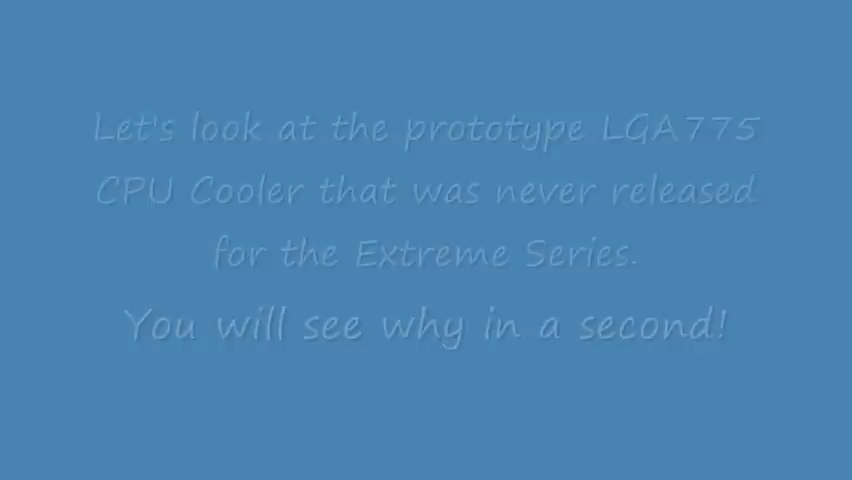 Let's look at the prototype LGA775
CPU Cooler that was never released
for the Extreme Series.
You will see why in a second!